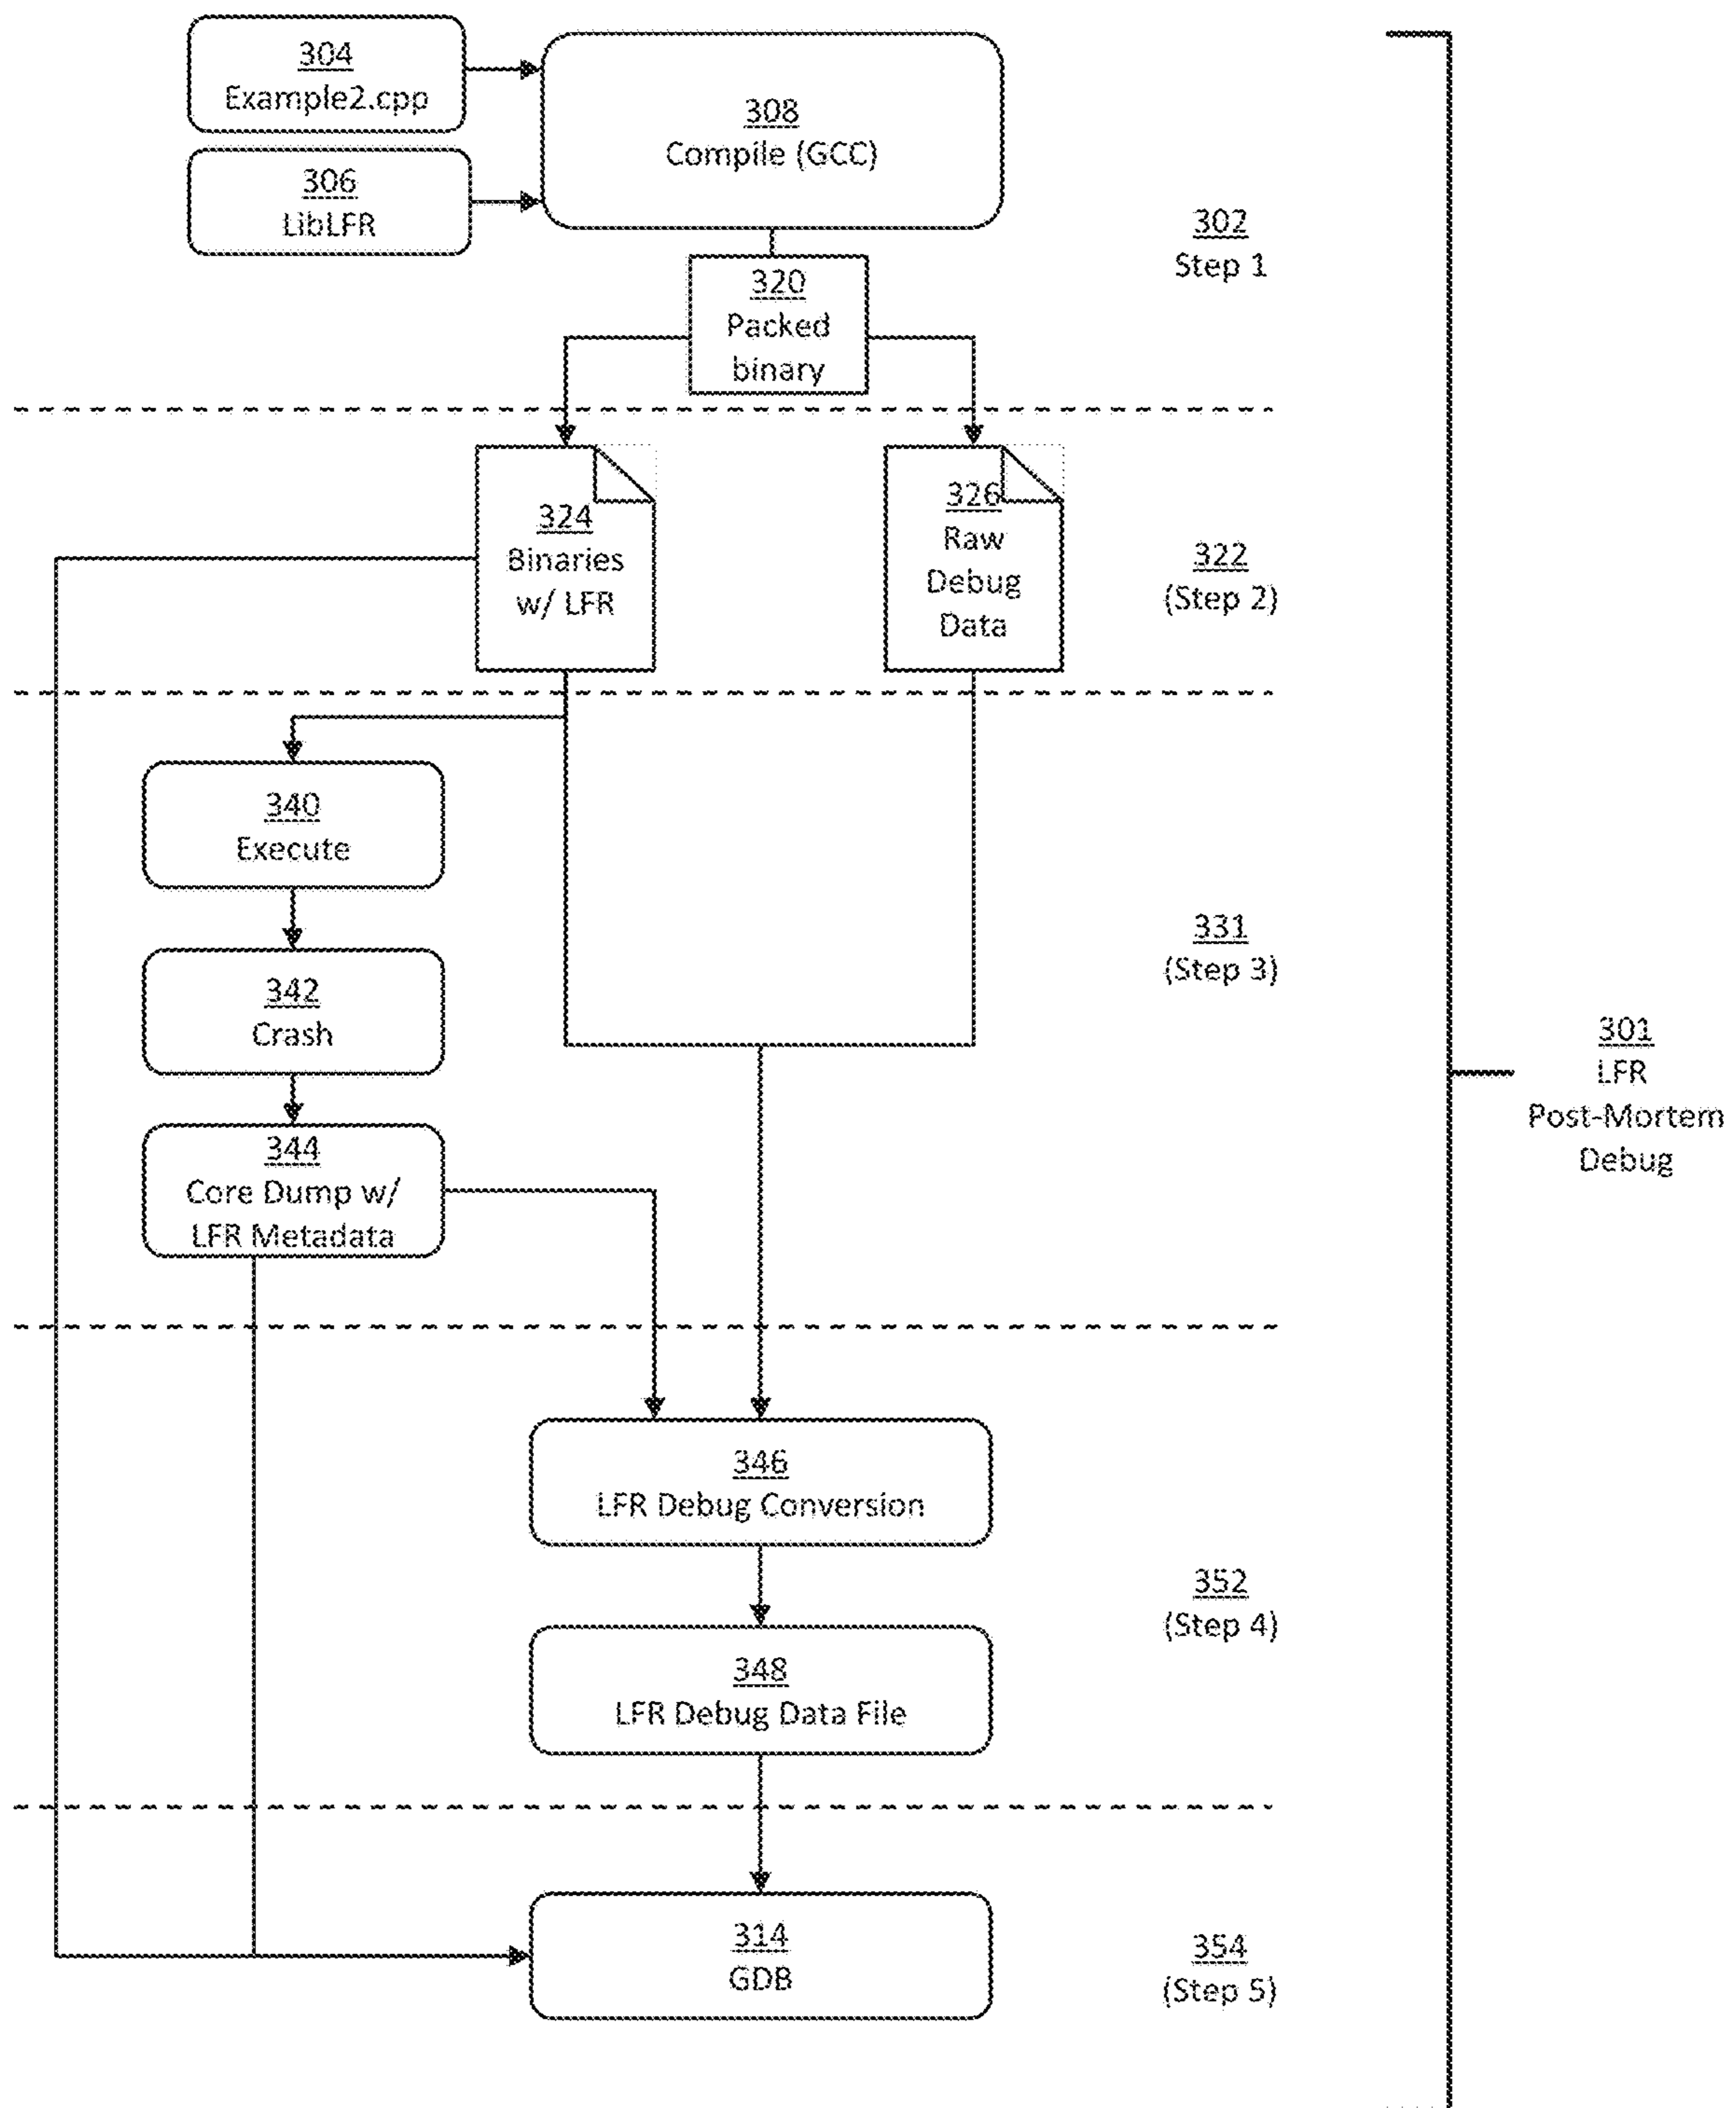 304
Example2.cpp
308
Compile (GCC)
306
LibLFR
302
Step 1
320
Packed
binary
324
Binaries
w/ LFR
326
Raw
Debug
Data
322
(Step 2)
340
Execute
331
(Step 3)
342
Crash
301
LFR
Post-Mortem
Debug
344
Core Dump w/
LFR Metadata
346
LFR Debug Conversion
352
(Step 4)
348
LFR Debug Data File
314
GDB
354
(Step 5)